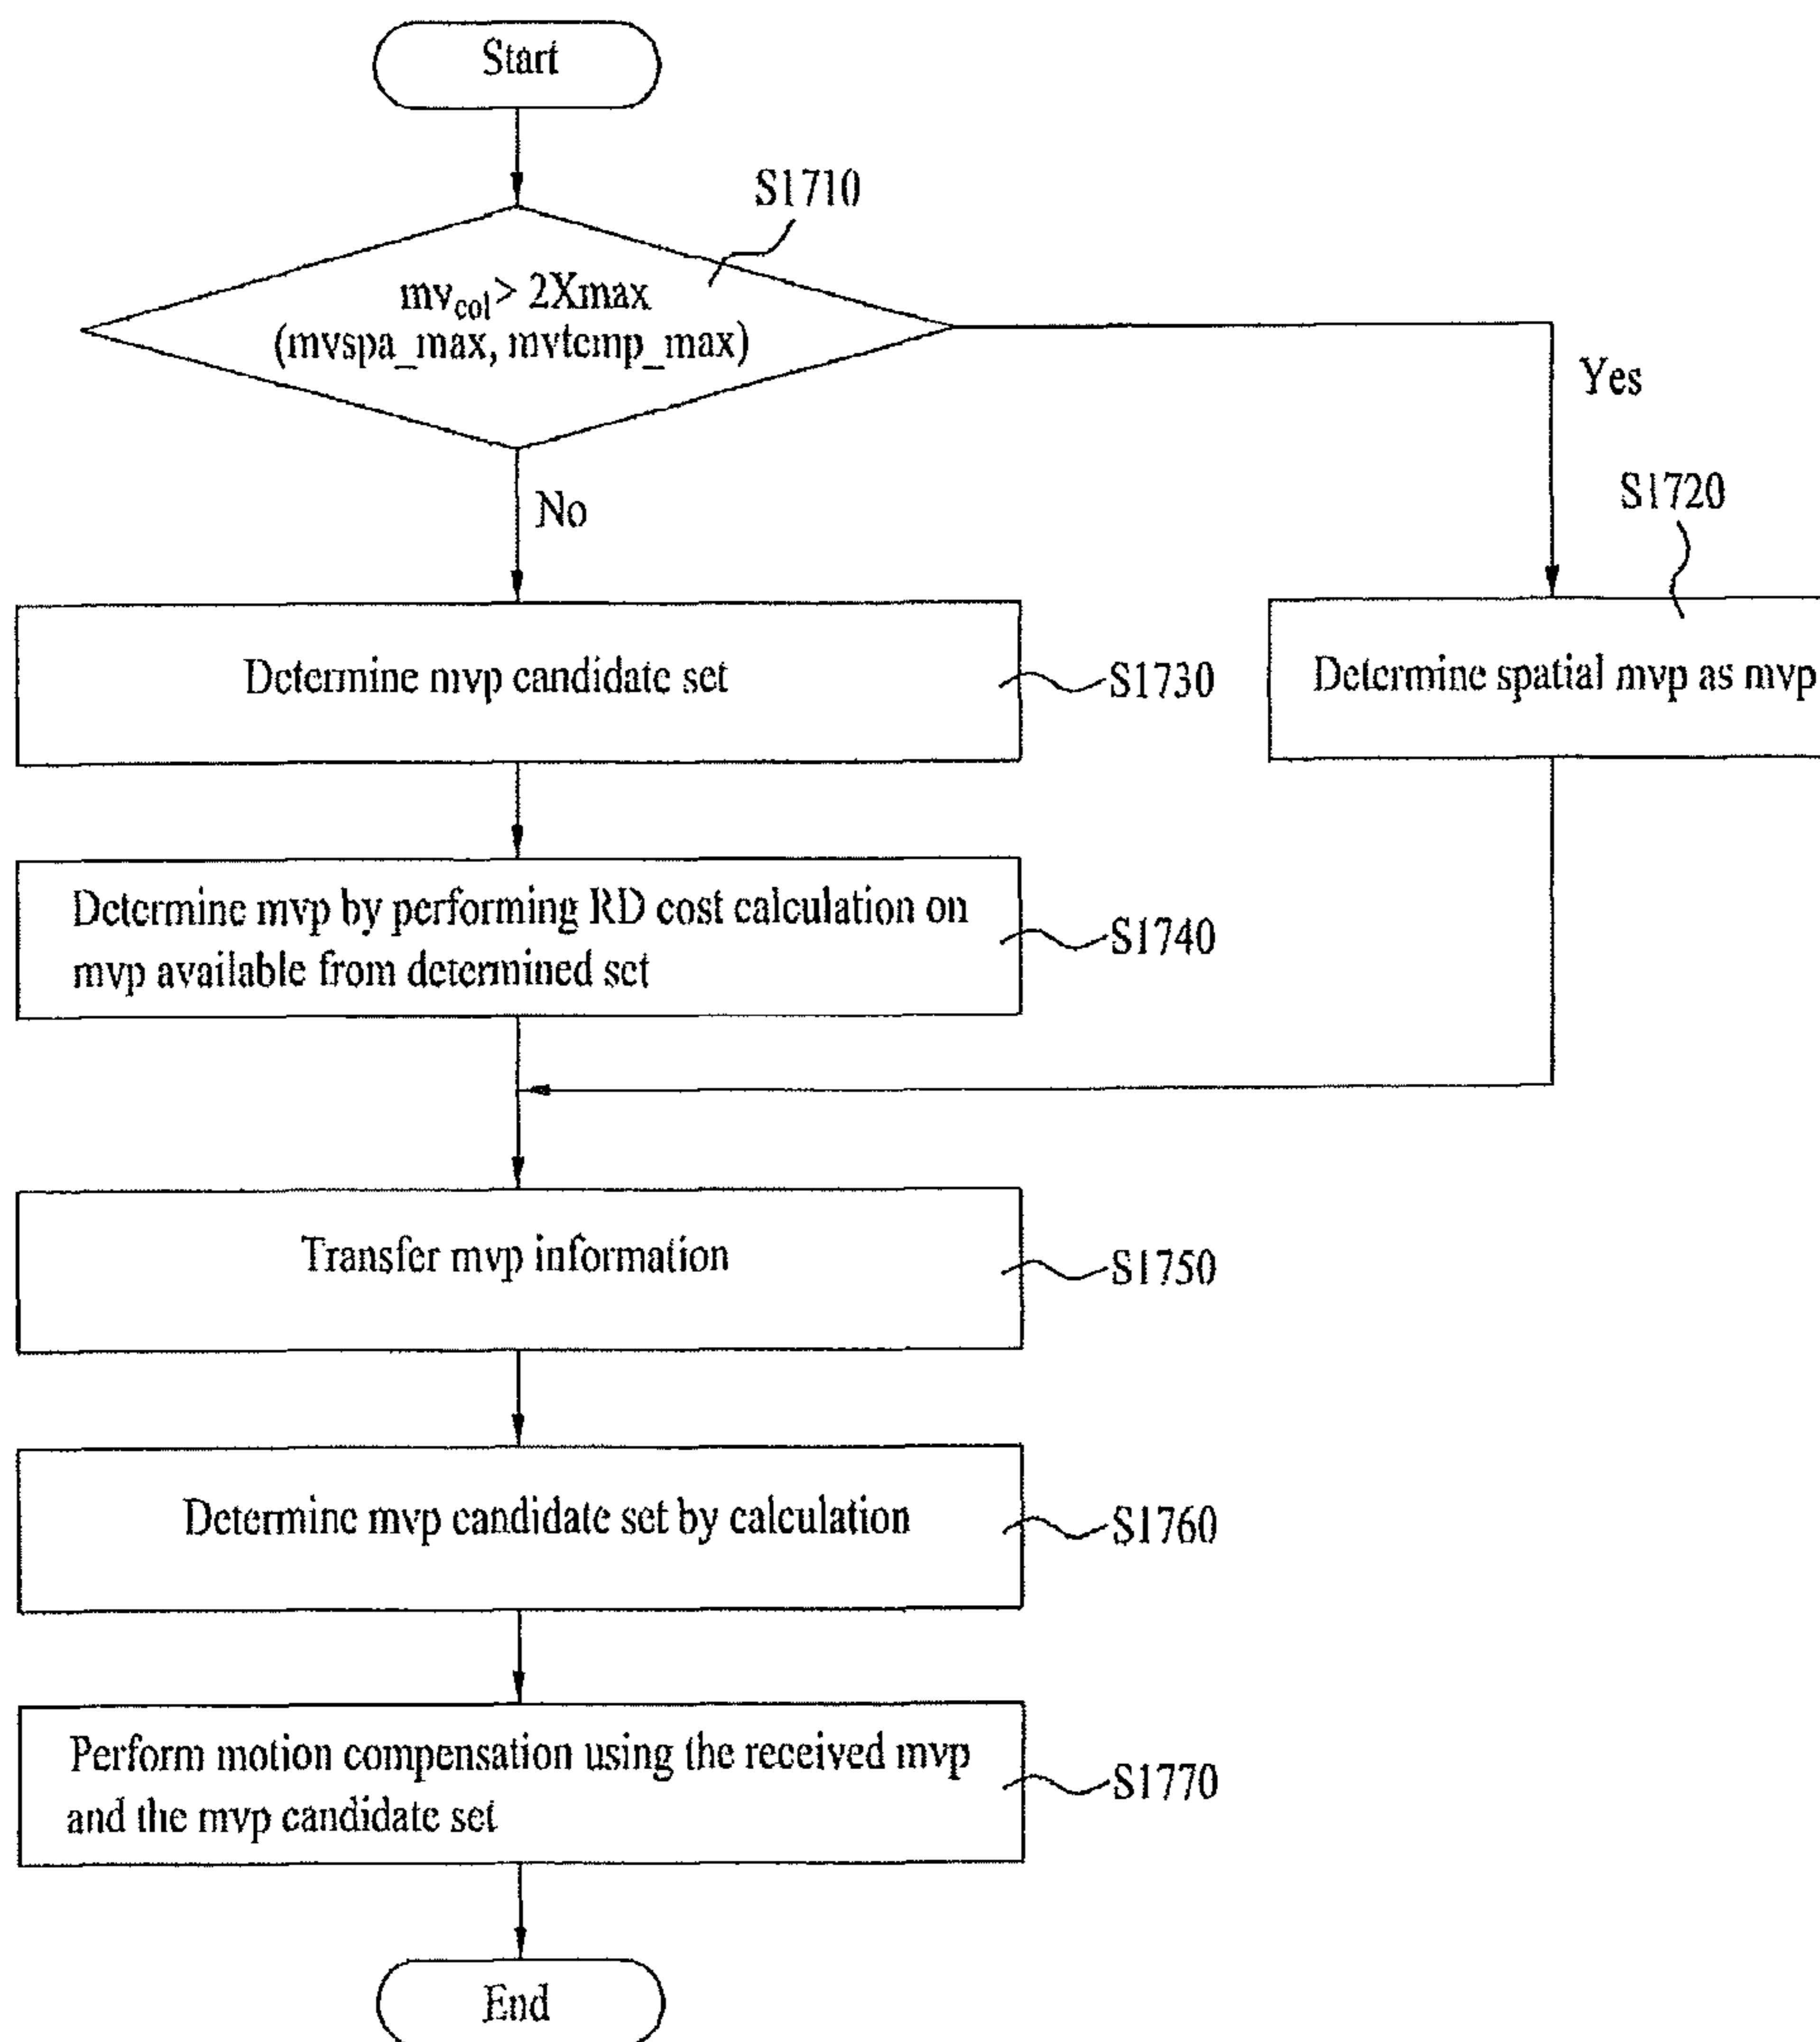 Start
S1710
mvcol> 2Xmax
(mvspa_max, mvtemp_max)
Yes
No
S1720
Determine mvp candidate set
S1730
Determine spatial mvp as mvp
Determine mvp by performing RD cost calculation on
mvp available from determined set
S1740
Transfer mvp information
S1750
Determine mvp candidate set by calculation
S1760
Perform motion compensation using the received mvp
and the mvp candidate set
S1770
End